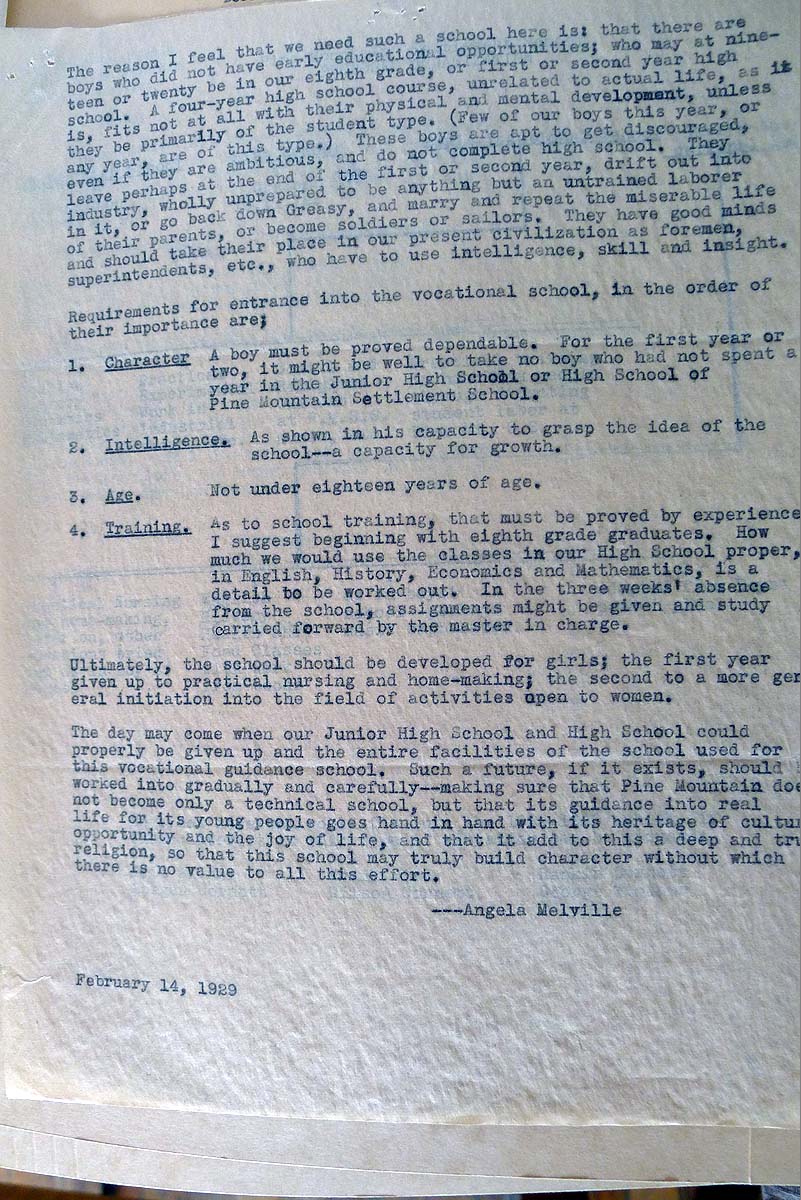 The reason I feel that we need such a school here is: that there are
boys who did not have early educational opportunities; who may at nine-
teen or twenty be in our eighth grade, or first or second year high
school. A four-year high school course, unrelated to actual life, as it
is, fits not at all with their physical and mental development, unless
they be primarily of the student type. (Few of our boys this year, or
any year, are of this type.) These boys are apt to get discouraged,
even if they are ambitious, and do not complete high school. They
leave perhaps at the end of the first or second year, drift out into
industry, wholly unprepared to be anything but an untrained laborer
in it, or go back down Greasy, and marry and repeat the miserable life
of their parents, or become soldiers or sailors. They have good minds
and should take their place in our present civilization as foremen,
superintendents, etc., who have to use intelligence, skill and insight.
Requirements for entrance into the vocational school, in the order of
their importance are;
1. Character A boy must be proved dependable. For the first year or
two, it might be well to take no boy who had not spent a
year in the Junior High School or High School of
Pine Mountain Settlement School.
2. Intelligence. As shown in his capacity to grasp the idea of the
school--a capacity for growth.
3. Age. Not under eighteen years of age.
4. Training. As to school training, that must be proved by experience
I suggest beginning with eighth grade graduates. How
much we would use the classes in our High School proper,
in English, History, Economics and Mathematics, is a
detail to be worked out. In the three weeks' absence
from the school, assignments might be given and study
carried forward by the master in charge.
Ultimately, the school should be developed for girls; the first year
given up to practical nursing and home-making; the second to a more gen
eral initiation into the field of activities open to women.
The day may come when our Junior High School and High School could
properly be given up and the entire facilities of the school used for
this vocational guidance school. Such a future, if it exists, should
worked into gradually and carefully--making sure that Pine Mountain doe
not become only a technical school, but that its guidance into real
life for its young people goes hand in hand with its heritage of cultu
opportunity and the joy of life, and that it add to this a deep and tru
religion, so that this school may truly build character without which
there is no value to all this effort.
---Angela Melville
February 14, 1929